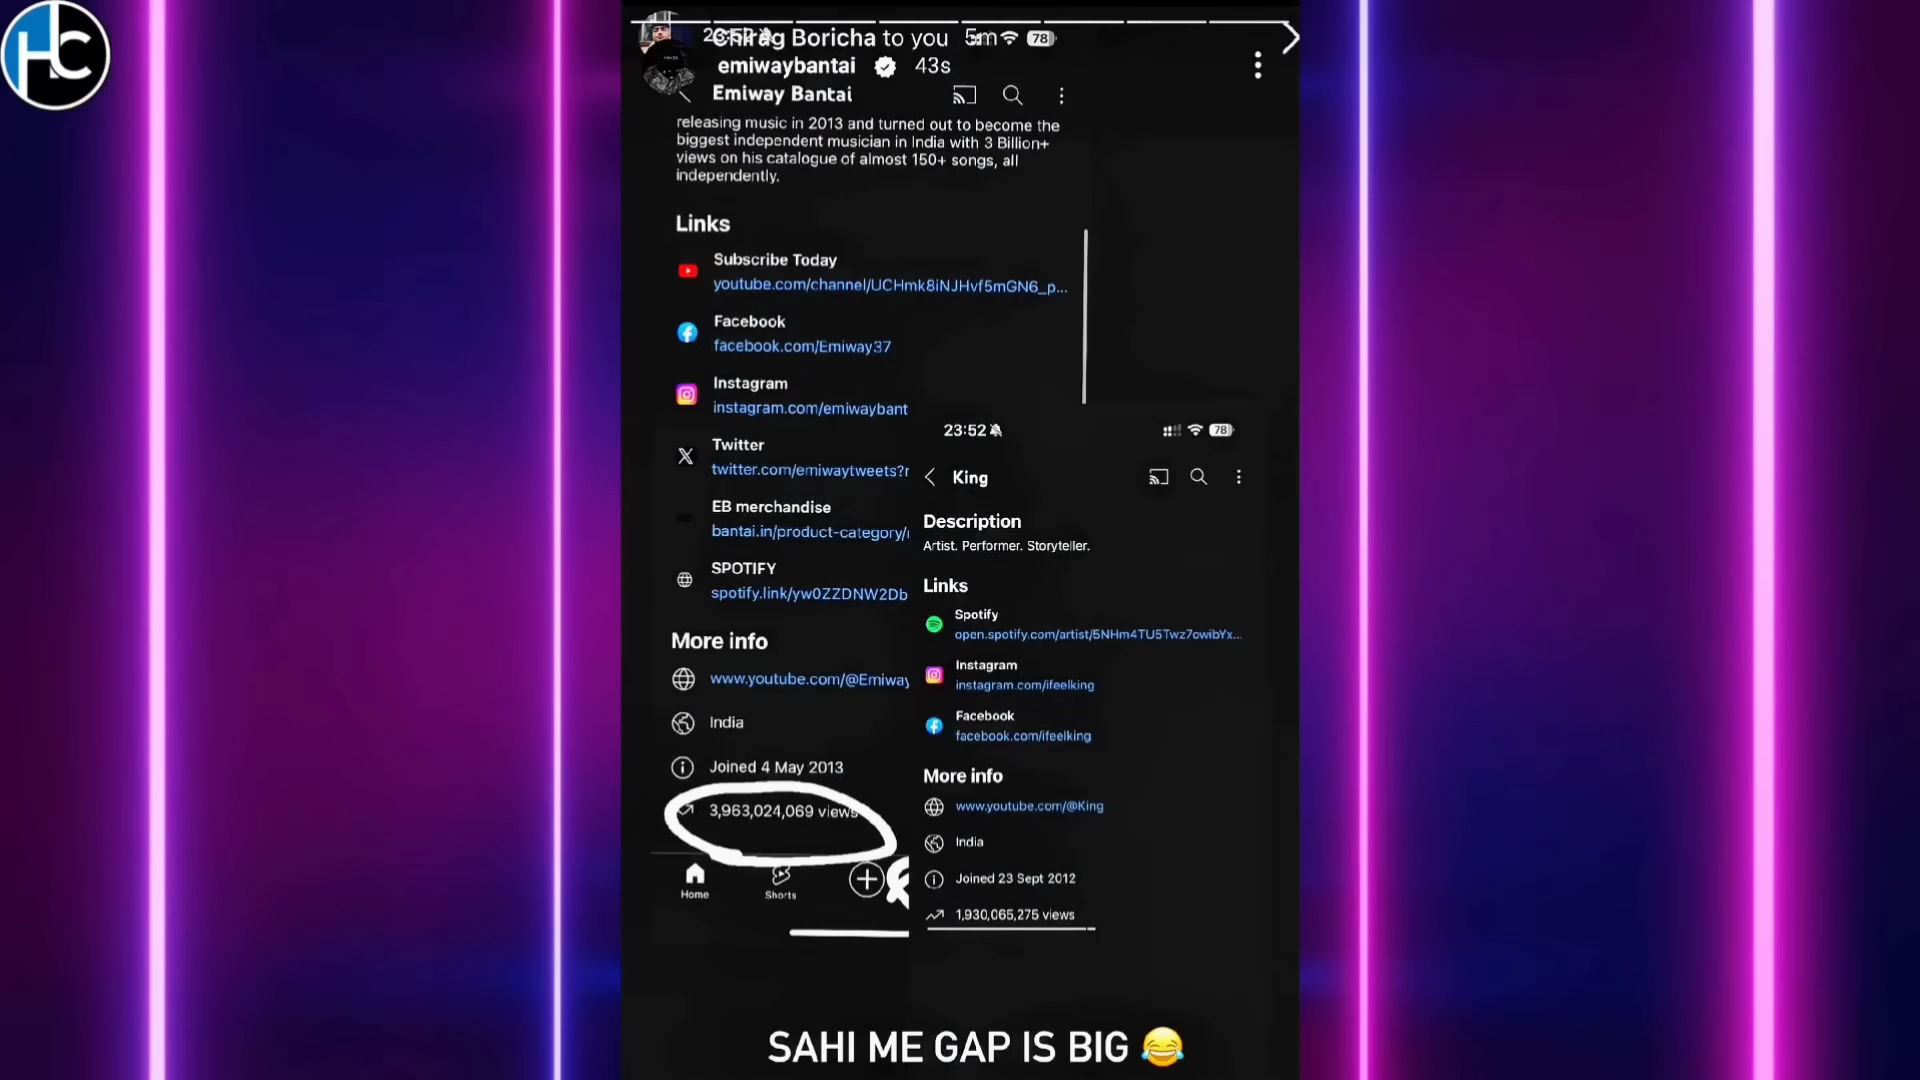 HC
Chirag Boricha to you 5m
78
emiwaybantai 43s
Emiway Bantai
releasing music in 2013 and turned out to become the
biggest independent musician in India with 3 Billion+
views on his catalogue of almost 150+ songs, all
independently.
Links
Subscribe Today
youtube.com/channel/UCHmk8iNJHvf5mGN6_p...
Facebook
facebook.com/Emiway37
Instagram
instagram.com/emiwaybant
Twitter
twitter.com/emiwaytweets?r
EB merchandise
bantai.in/product-category/
SPOTIFY
spotify.link/yw0ZZDNW2Db
More info
www.youtube.com/@Emiway
India
Joined 4 May 2013
3,963,024,069 views
Home
Shorts
23:52
78
King
Description
Artist. Performer. Storyteller.
Links
Spotify
open.spotify.com/artist/5NHm4TU5Twz7owibYx...
Instagram
instagram.com/ifeelking
Facebook
facebook.com/ifeelking
More info
www.youtube.com/@King
India
Joined 23 Sept 2012
1,930,065,275 views
SAHI ME GAP IS BIG 😂